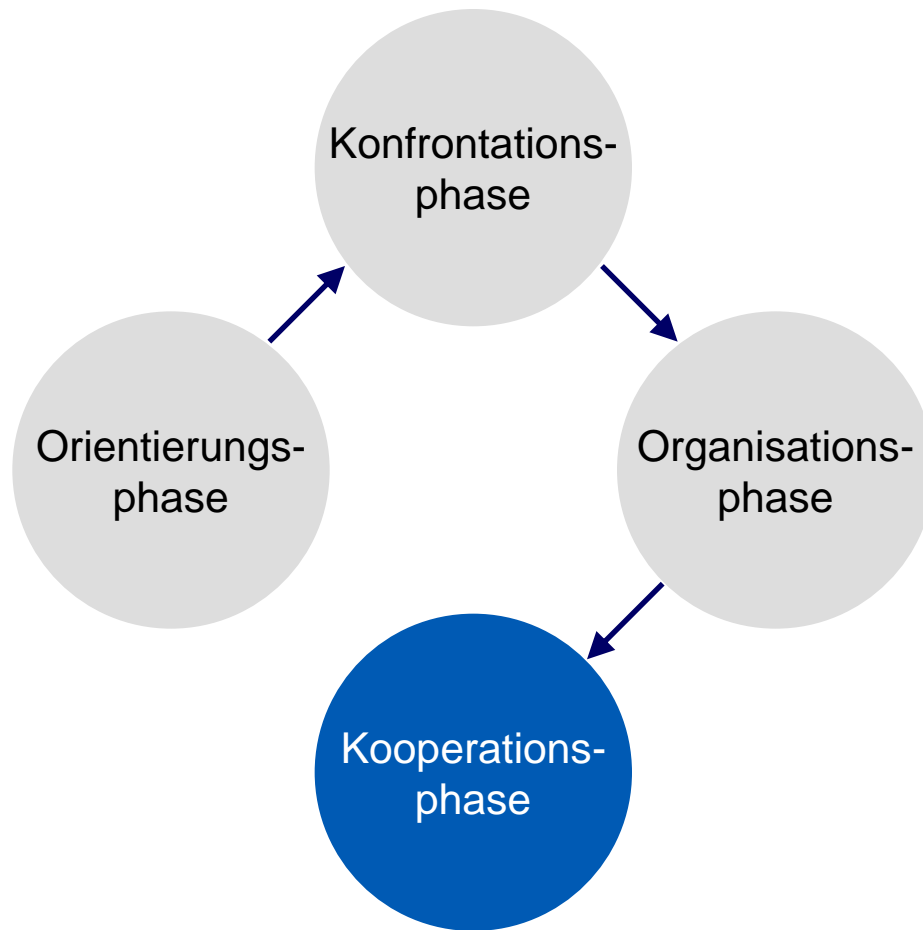 Konfrontations-
phase
Orientierungs-
phase
Organisations-
phase
Kooperations-
phase